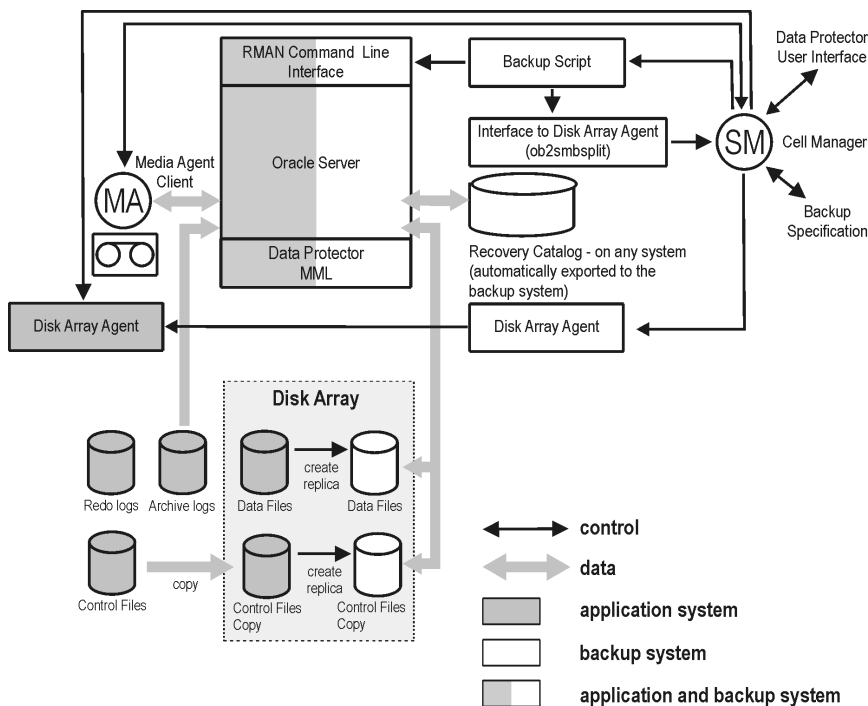 RMAN Command Line
Interface
Backup Script
Data Protector
User Interface
Interface to Disk Array Agent
(ob2smbsplit)
SM
Cell Manager
Media Agent
Client
Oracle Server
MA
Backup
Specification
Data Protector
MML
Recovery Catalog - on any system
(automatically exported to the
backup system)
Disk Array Agent
Disk Array Agent
Disk Array
create
replica
Redo logs
Archive logs
Data Files
Data Files
control
copy
create
replica
data
Control Files
Control Files
Copy
Control Files
Copy
application system
backup system
application and backup system